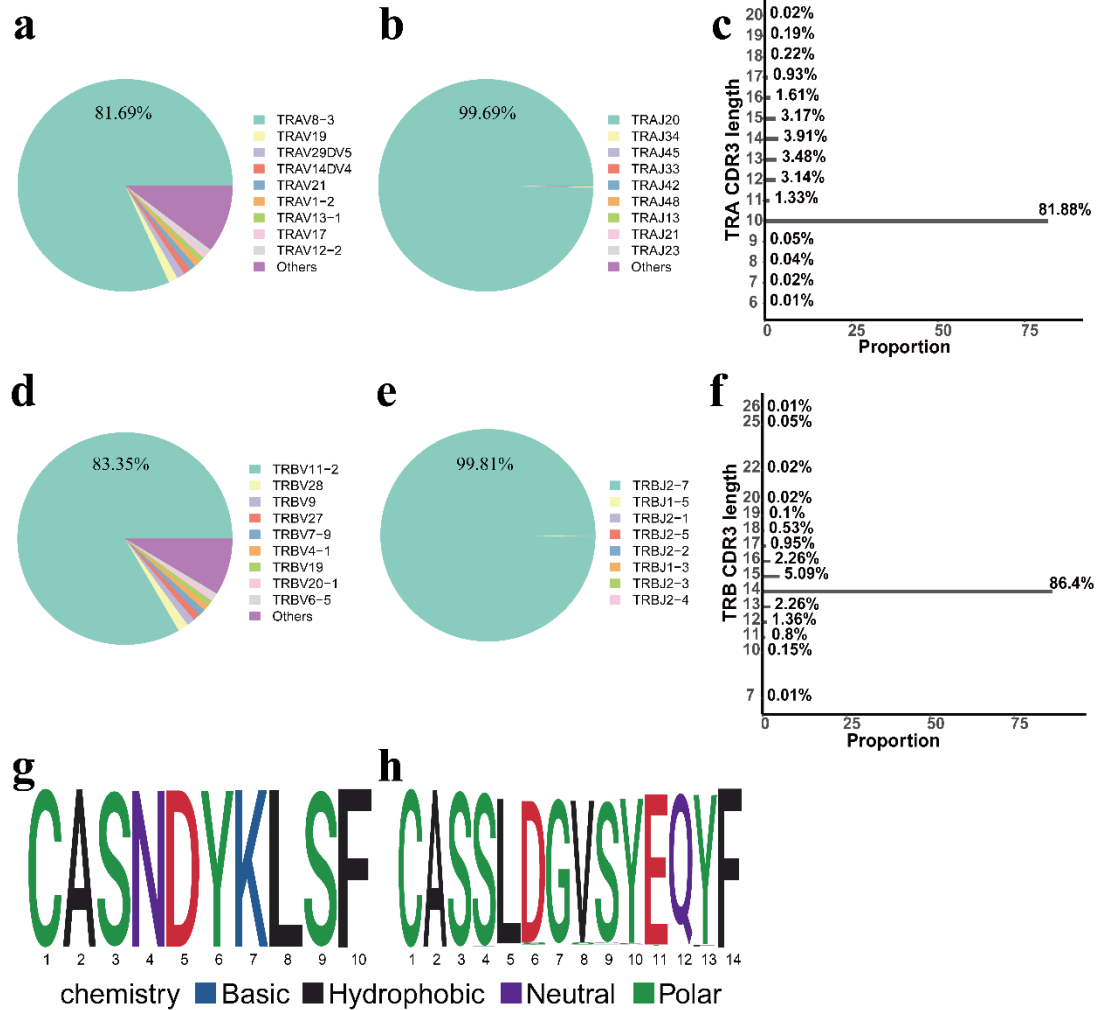 a
81.69%
TRAV8-3
TRAV19
TRAV29DV5
TRAV14DV4
TRAV21
TRAV1-2
TRAV13-1
TRAV17
TRAV12-2
Others
b
99.69%
TRAJ20
TRAJ34
TRAJ45
TRAJ33
TRAJ42
TRAJ48
TRAJ13
TRAJ21
TRAJ23
Others
c
TRA CDR3 length
20 0.02%
19 0.19%
18 0.22%
17 0.93%
16 1.61%
15 3.17%
14 3.91%
13 3.48%
12 3.14%
11 1.33%
10 81.88%
9 0.05%
8 0.04%
7 0.02%
6 0.01%
0 25 50 75
Proportion
d
83.35%
TRBV11-2
TRBV28
TRBV9
TRBV27
TRBV7-9
TRBV4-1
TRBV19
TRBV20-1
TRBV6-5
Others
e
99.81%
TRBJ2-7
TRBJ1-5
TRBJ2-1
TRBJ2-5
TRBJ2-2
TRBJ1-3
TRBJ2-3
TRBJ2-4
f
TRB CDR3 length
26 0.01%
25 0.05%
22 0.02%
20 0.02%
19 0.1%
18 0.53%
17 0.95%
16 2.26%
15 5.09%
14 86.4%
13 2.26%
12 1.36%
11 0.8%
10 0.15%
7 0.01%
0 25 50 75
Proportion
g
CASNDYKLSF
1 2 3 4 5 6 7 8 9 10
h
CASSLDGVSYEQYF
1 2 3 4 5 6 7 8 9 10 11 12 13 14
chemistry Basic Hydrophobic Neutral Polar